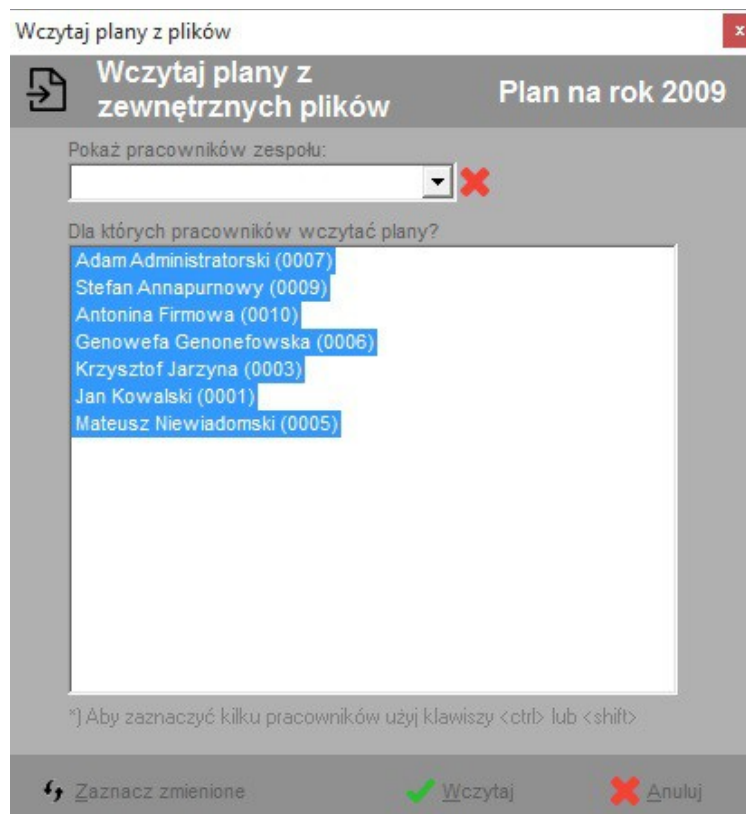 Wczytaj plany z plików
x
Wczytaj plany z
zewnętrznych plików
Plan na rok 2009
Pokaż pracowników zespołu:
Dla których pracowników wczytać plany?
Adam Administratorski (0007)
Stefan Annapurnowy (0009)
Antonina Firmowa (0010)
Genowefa Genonefowska (0006)
Krzysztof Jarzyna (0003)
Jan Kowalski (0001)
Mateusz Niewiadomski (0005)
*) Aby zaznaczyć kilku pracowników użyj klawiszy <ctrl> lub <shift>
Zaznacz zmienione
Wczytaj
Anuluj